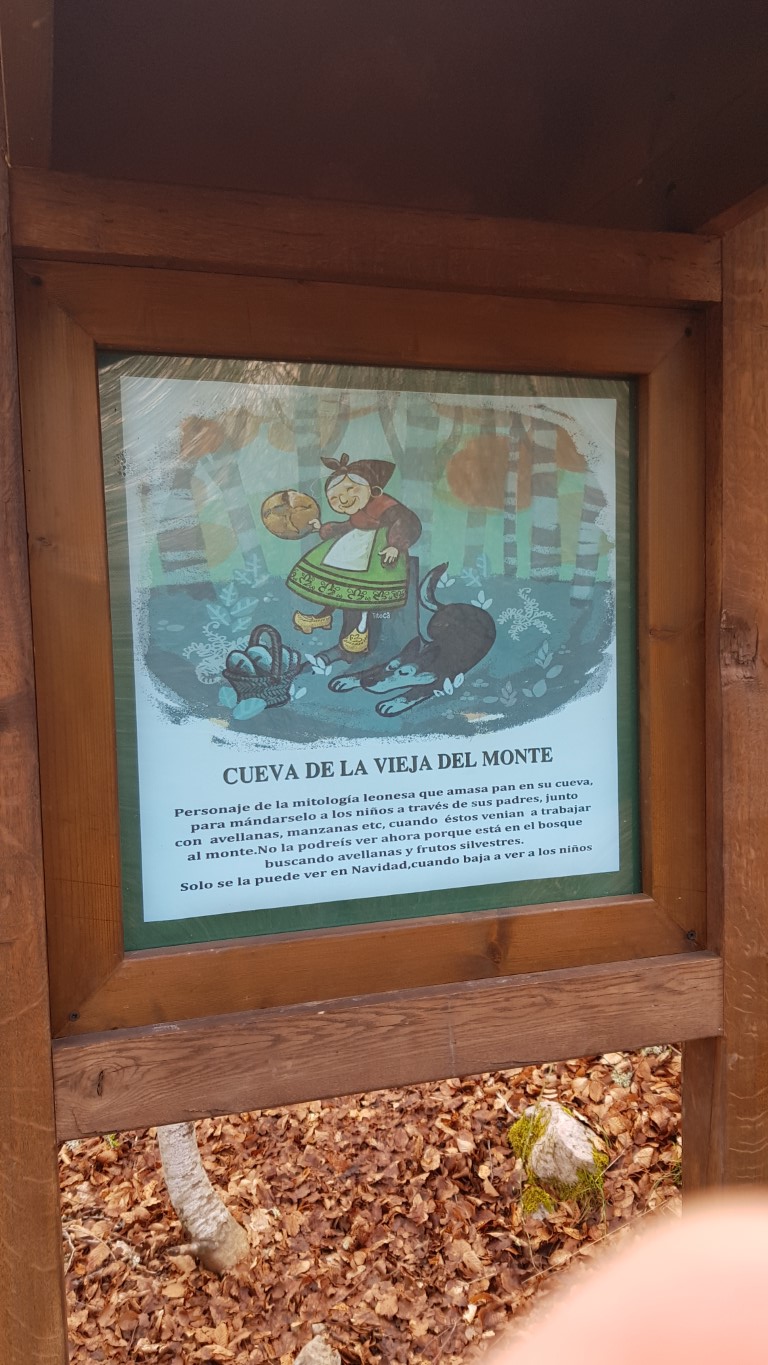 CUEVA DE LA VIEJA DEL MONTE
Personaje de la mitología leonesa que amasa pan en su cueva,
para mándarselo a los niños a través de sus padres, junto
con avellanas, manzanas etc, cuando éstos venian a trabajar
al monte.No la podreís ver ahora porque está en el bosque
buscando avellanas y frutos silvestres.
Solo se la puede ver en Navidad,cuando baja a ver a los niños